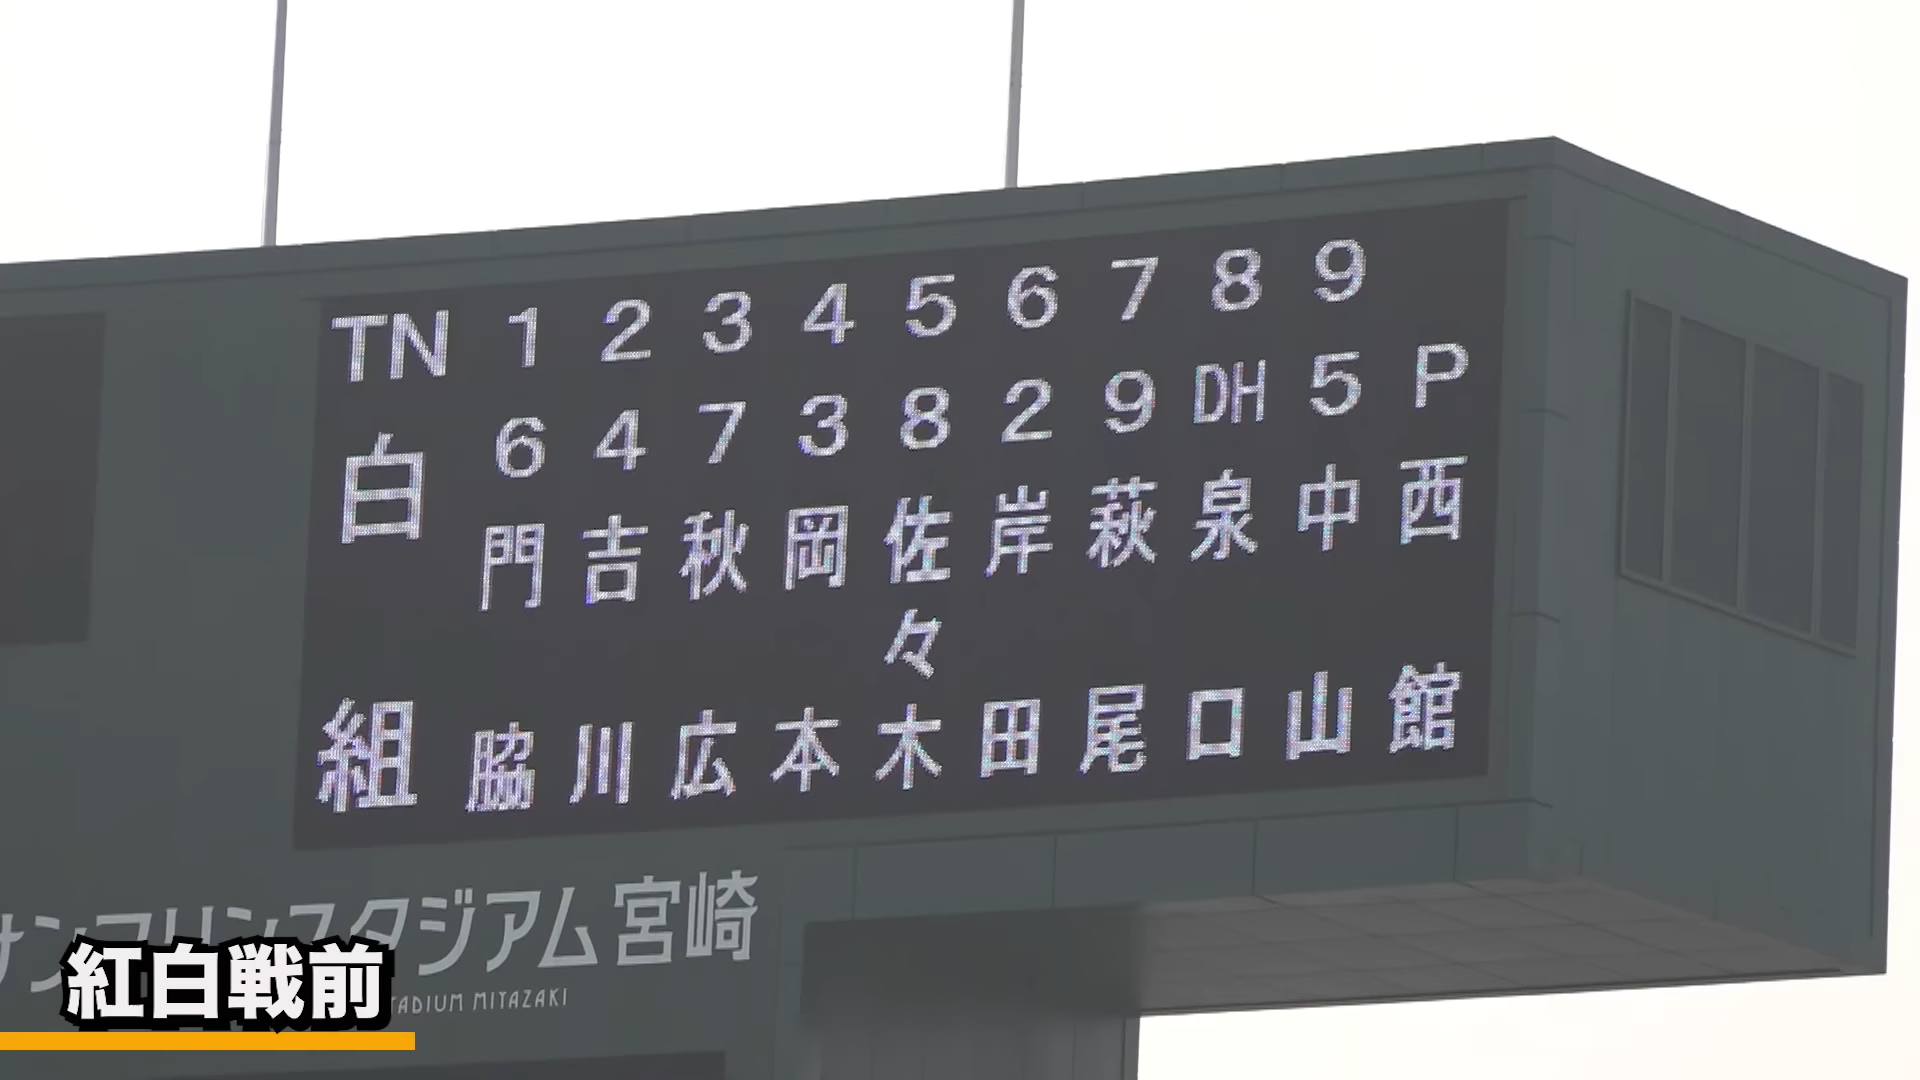 TN 1 2 3 4 5 6 7 8 9
6 4 7 3 8 2 9 DH 5 P
白組
門脇
吉川
秋広
岡本
佐々木
岸田
萩尾
泉口
中山
西館
サンマリンスタジアム宮崎
STADIUM MIYAZAKI
紅白戦前